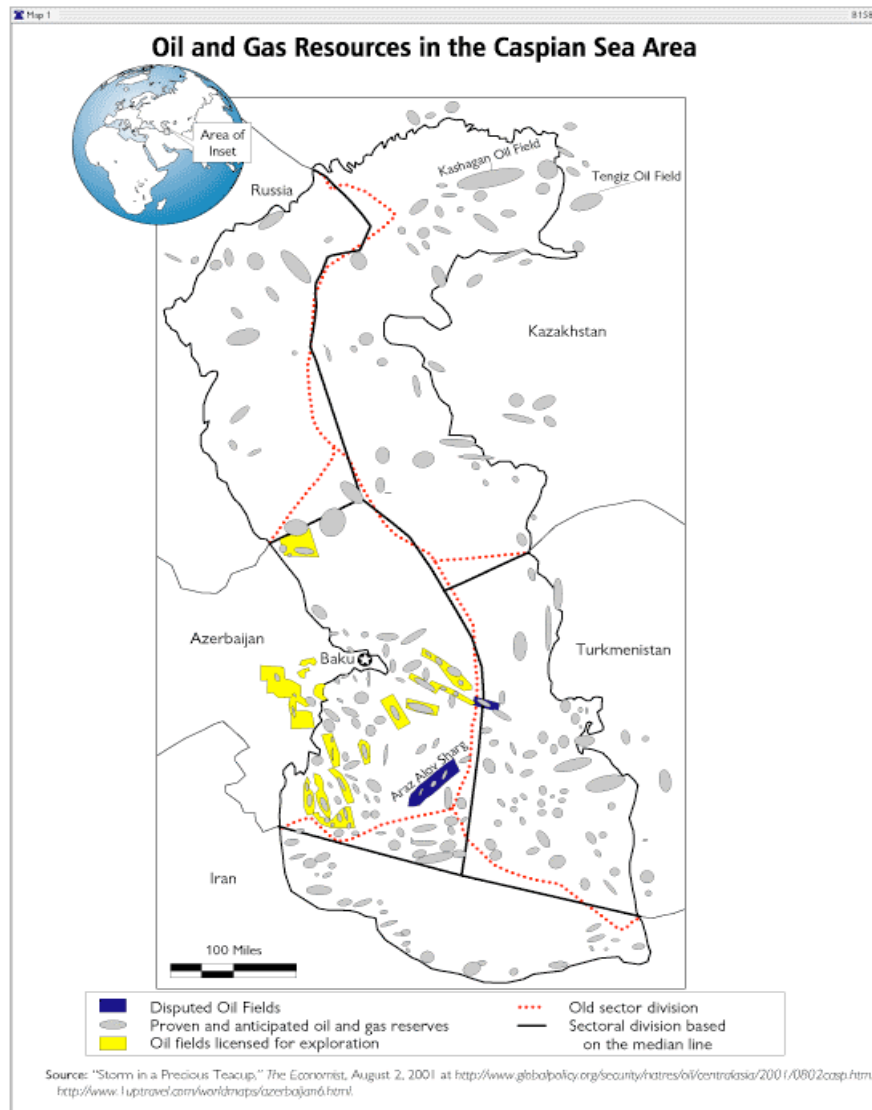 Map 1
B158
Oil and Gas Resources in the Caspian Sea Area
Area of
Inset
Russia
Kashagan Oil Field
Tengiz Oil Field
Kazakhstan
Azerbaijan
Baku
Turkmenistan
Araz Alov Sharg
Iran
100 Miles
Disputed Oil Fields
Proven and anticipated oil and gas reserves
Oil fields licensed for exploration
Old sector division
Sectoral division based
on the median line
Source: "Storm in a Precious Teacup," The Economist, August 2, 2001 at http://www.globalpolicy.org/security/natres/oil/centralasia/2001/0802casp.htm
http://www.1uptravel.com/worldmaps/azerbaijan6.html.